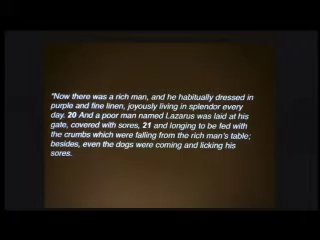 "Now there was a rich man, and he habitually dressed in
purple and fine linen, joyously living in splendor every
day. 20 And a poor man named Lazarus was laid at his
gate, covered with sores, 21 and longing to be fed with
the crumbs which were falling from the rich man's table;
besides, even the dogs were coming and licking his
sores.